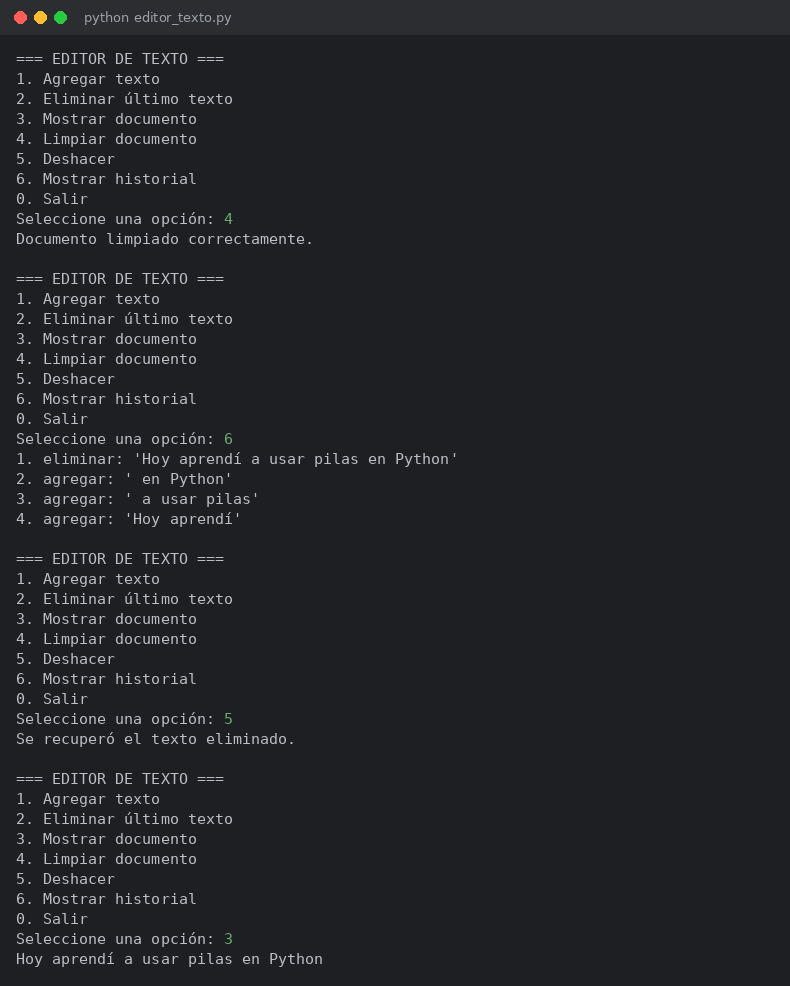 python editor_texto.py
=== EDITOR DE TEXTO ===
1. Agregar texto
2. Eliminar último texto
3. Mostrar documento
4. Limpiar documento
5. Deshacer
6. Mostrar historial
0. Salir
Seleccione una opción: 4
Documento limpiado correctamente.
=== EDITOR DE TEXTO ===
1. Agregar texto
2. Eliminar último texto
3. Mostrar documento
4. Limpiar documento
5. Deshacer
6. Mostrar historial
0. Salir
Seleccione una opción: 6
1. eliminar: 'Hoy aprendí a usar pilas en Python'
2. agregar: ' en Python'
3. agregar: ' a usar pilas'
4. agregar: 'Hoy aprendí'
=== EDITOR DE TEXTO ===
1. Agregar texto
2. Eliminar último texto
3. Mostrar documento
4. Limpiar documento
5. Deshacer
6. Mostrar historial
0. Salir
Seleccione una opción: 5
Se recuperó el texto eliminado.
=== EDITOR DE TEXTO ===
1. Agregar texto
2. Eliminar último texto
3. Mostrar documento
4. Limpiar documento
5. Deshacer
6. Mostrar historial
0. Salir
Seleccione una opción: 3
Hoy aprendí a usar pilas en Python